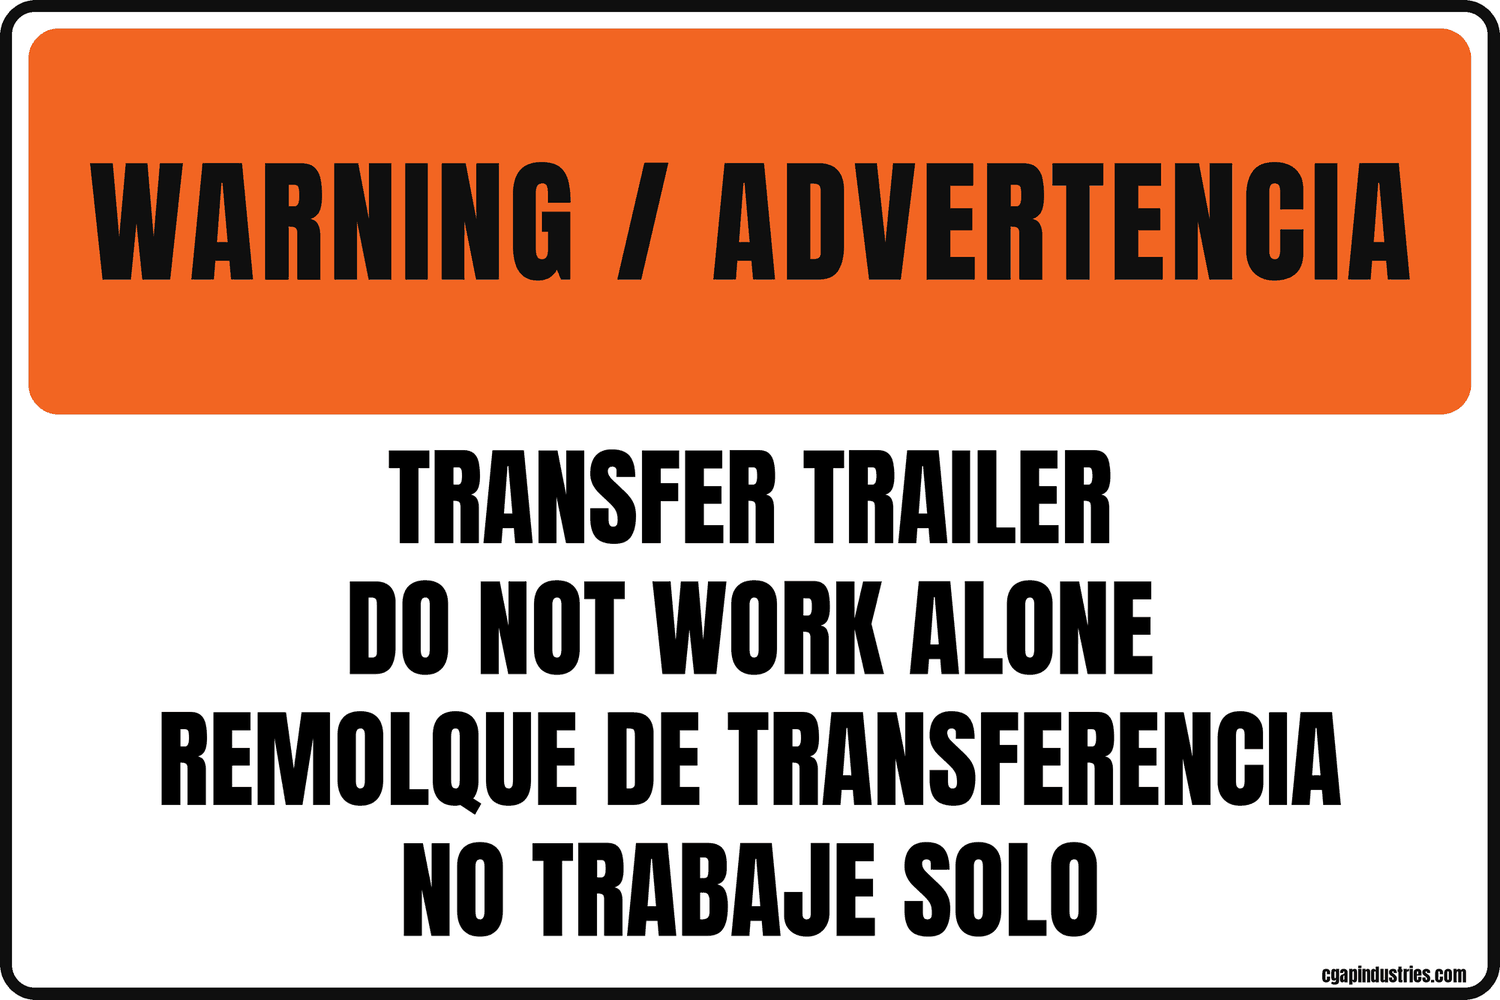 WARNING / ADVERTENCIA
TRANSFER TRAILER
DO NOT WORK ALONE
REMOLQUE DE TRANSFERENCIA
NO TRABAJE SOLO
cgapindustries.com